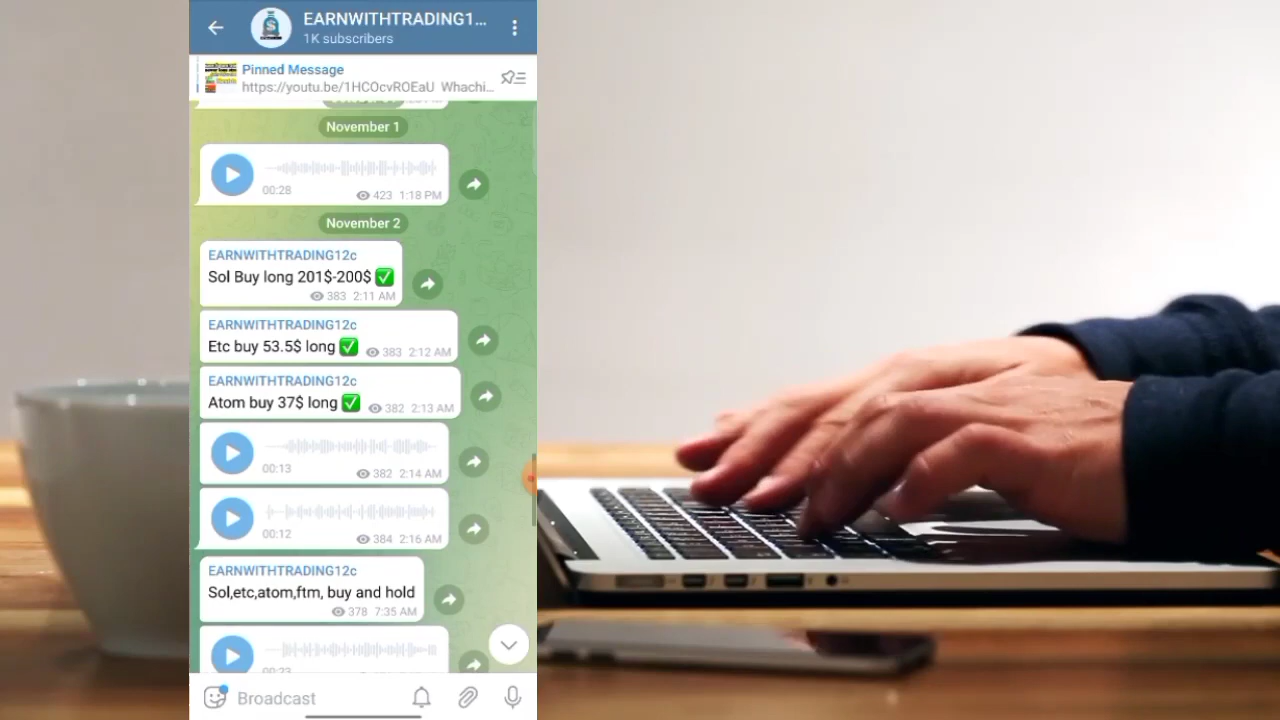 EARNWITHTRADING1...
1K subscribers
Pinned Message
https://youtu.be/1HCOcvROEaU Whachi...
November 1
00:28
423 1:18 PM
November 2
EARNWITHTRADING12c
Sol Buy long 201$-200$ ✅
383 2:11 AM
EARNWITHTRADING12c
Etc buy 53.5$ long ✅ 383 2:12 AM
EARNWITHTRADING12c
Atom buy 37$ long ✅ 382 2:13 AM
00:13
382 2:14 AM
00:12
384 2:16 AM
EARNWITHTRADING12c
Sol,etc,atom,ftm, buy and hold
378 7:35 AM
00:23
Broadcast